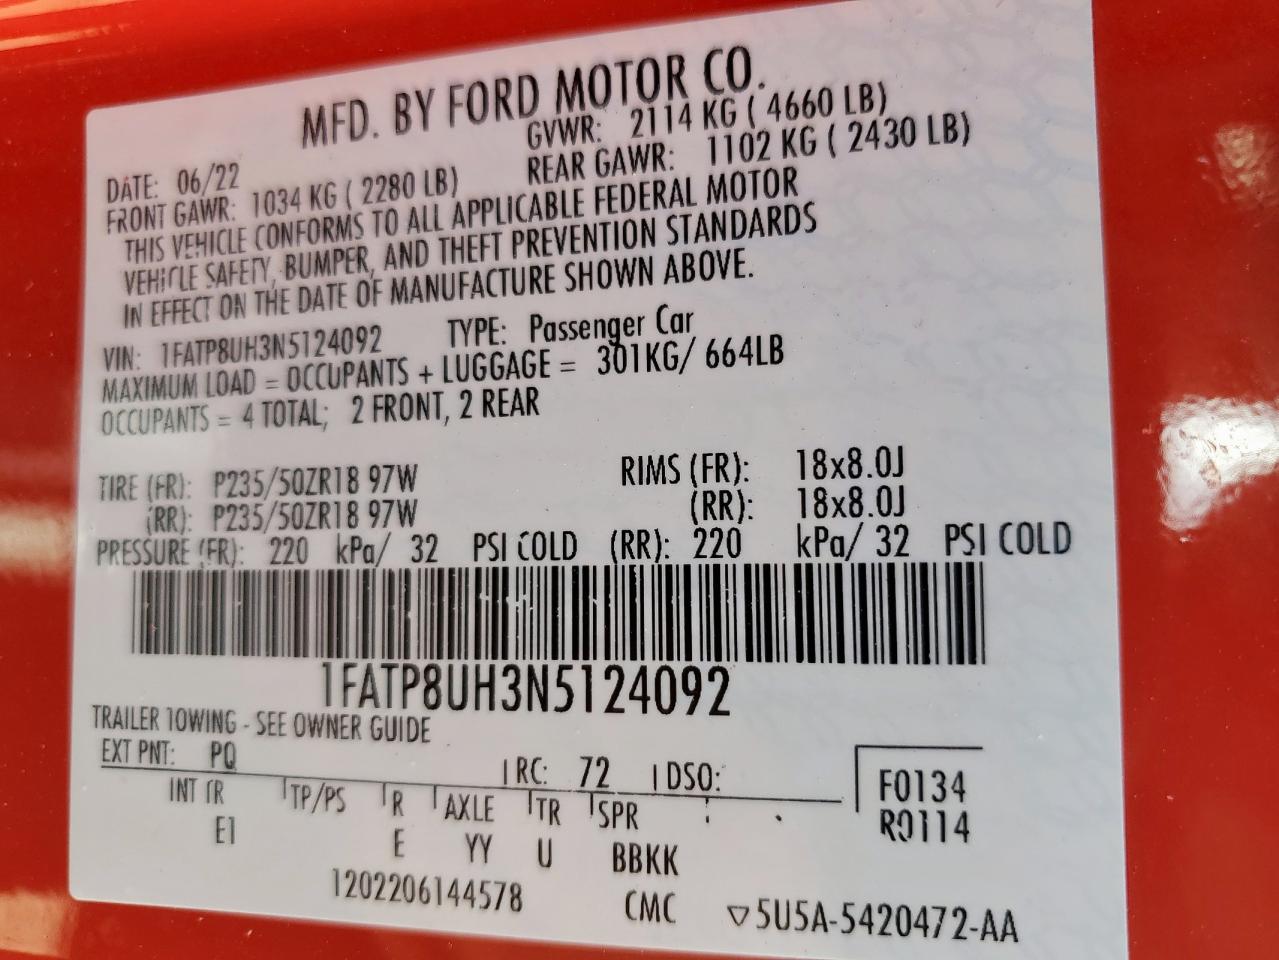 MFD. BY FORD MOTOR CO.
DATE: 06/22 GVWR: 2114 KG ( 4660 LB)
FRONT GAWR: 1034 KG ( 2280 LB) REAR GAWR: 1102 KG ( 2430 LB)
THIS VEHICLE CONFORMS TO ALL APPLICABLE FEDERAL MOTOR
VEHICLE SAFETY, BUMPER, AND THEFT PREVENTION STANDARDS
IN EFFECT ON THE DATE OF MANUFACTURE SHOWN ABOVE.
VIN: 1FATP8UH3N5124092 TYPE: Passenger Car
MAXIMUM LOAD = OCCUPANTS + LUGGAGE = 301KG/ 664LB
OCCUPANTS = 4 TOTAL; 2 FRONT, 2 REAR
TIRE (FR): P235/50ZR18 97W RIMS (FR): 18x8.0J
(RR): P235/50ZR18 97W (RR): 18x8.0J
PRESSURE (FR): 220 kPa/ 32 PSI COLD (RR): 220 kPa/ 32 PSI COLD
1FATP8UH3N5124092
TRAILER TOWING - SEE OWNER GUIDE
EXT PNT: PQ RC: 72 DSO:
INT TR TP/PS R AXLE TR SPR F0134
E1 E YY U BBKK R0114
1202206144578 CMC ▽5U5A-5420472-AA